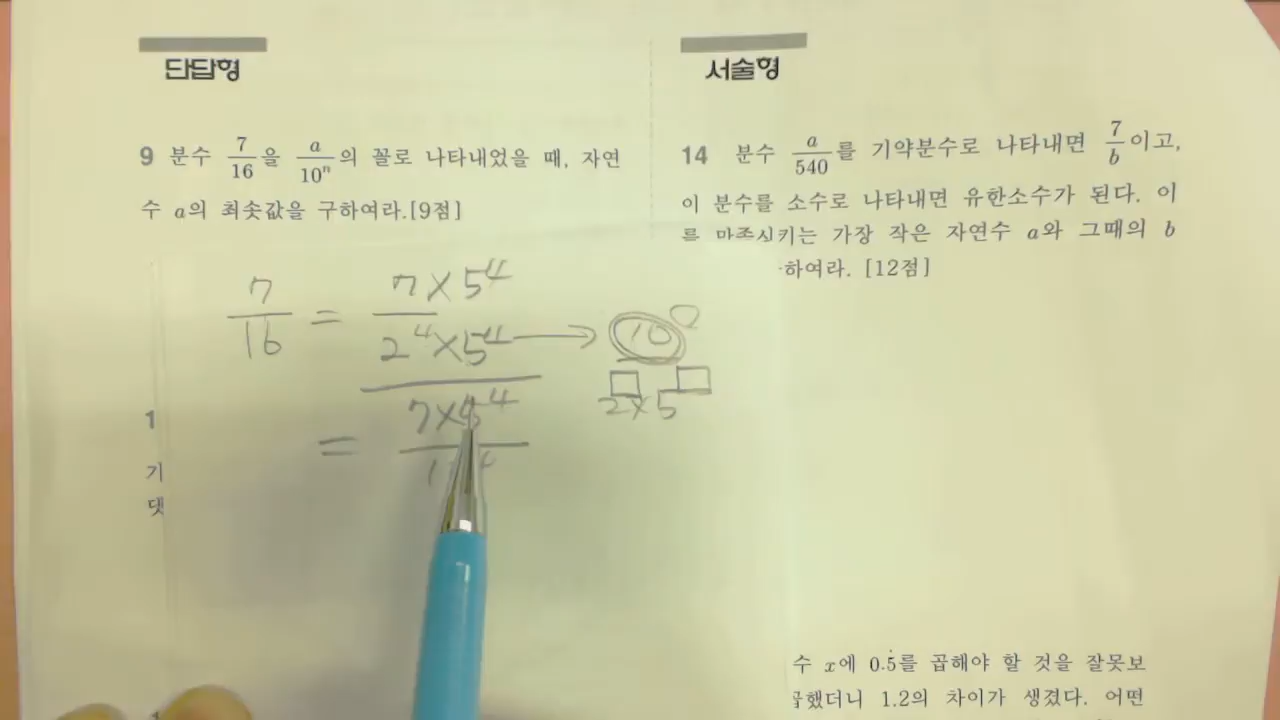 단답형
9 분수 7/16을 a/10ⁿ의 꼴로 나타내었을 때, 자연
수 a의 최솟값을 구하여라.[9점]
7/16 = 7×5⁴/2⁴×5⁴ → 10
2 × 5
= 7×5⁴
1
기
댓
서술형
14 분수 a/540를 기약분수로 나타내면 7/b이고,
이 분수를 소수로 나타내면 유한소수가 된다. 이
를 만족시키는 가장 작은 자연수 a와 그때의 b
하여라. [12점]
수 x에 0.5̇를 곱해야 할 것을 잘못보
곱했더니 1.2의 차이가 생겼다. 어떤